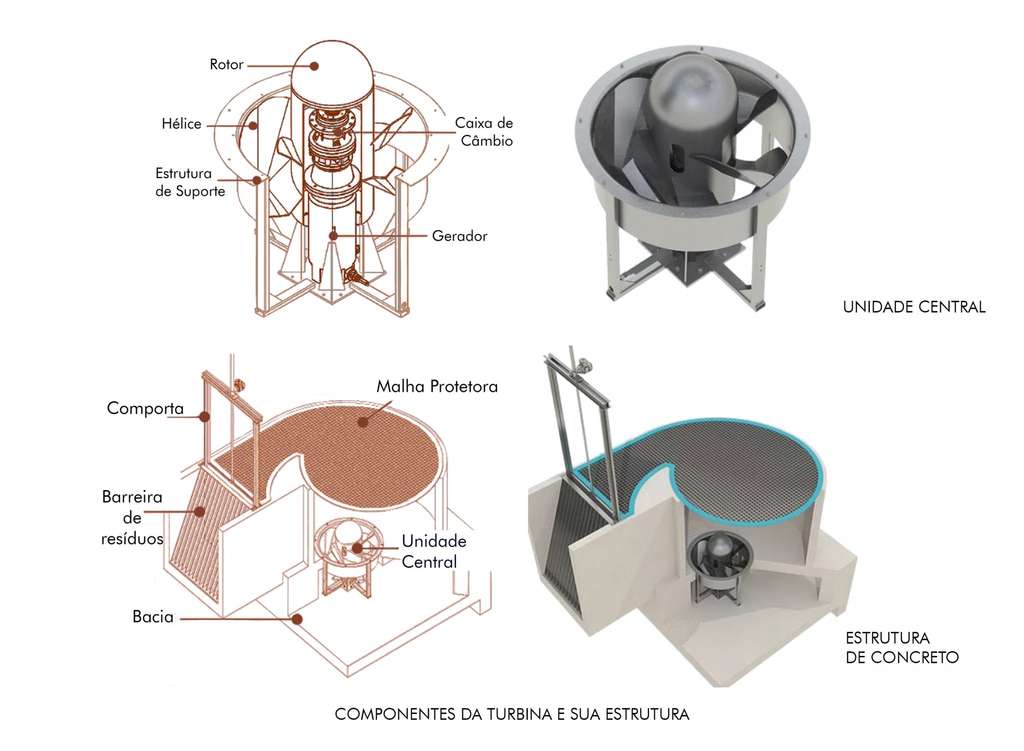 Rotor
Hélice
Caixa de
Câmbio
Estrutura
de Suporte
Gerador
UNIDADE CENTRAL
Malha Protetora
Comporta
Barreira
de
resíduos
Unidade
Central
Bacia
ESTRUTURA
DE CONCRETO
COMPONENTES DA TURBINA E SUA ESTRUTURA